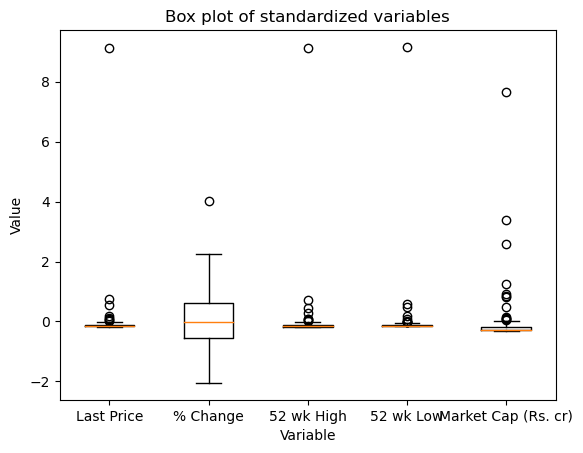 Box plot of standardized variables
Value
8
6
4
2
0
−2
Last Price % Change 52 wk High 52 wk Low Market Cap (Rs. cr)
Variable